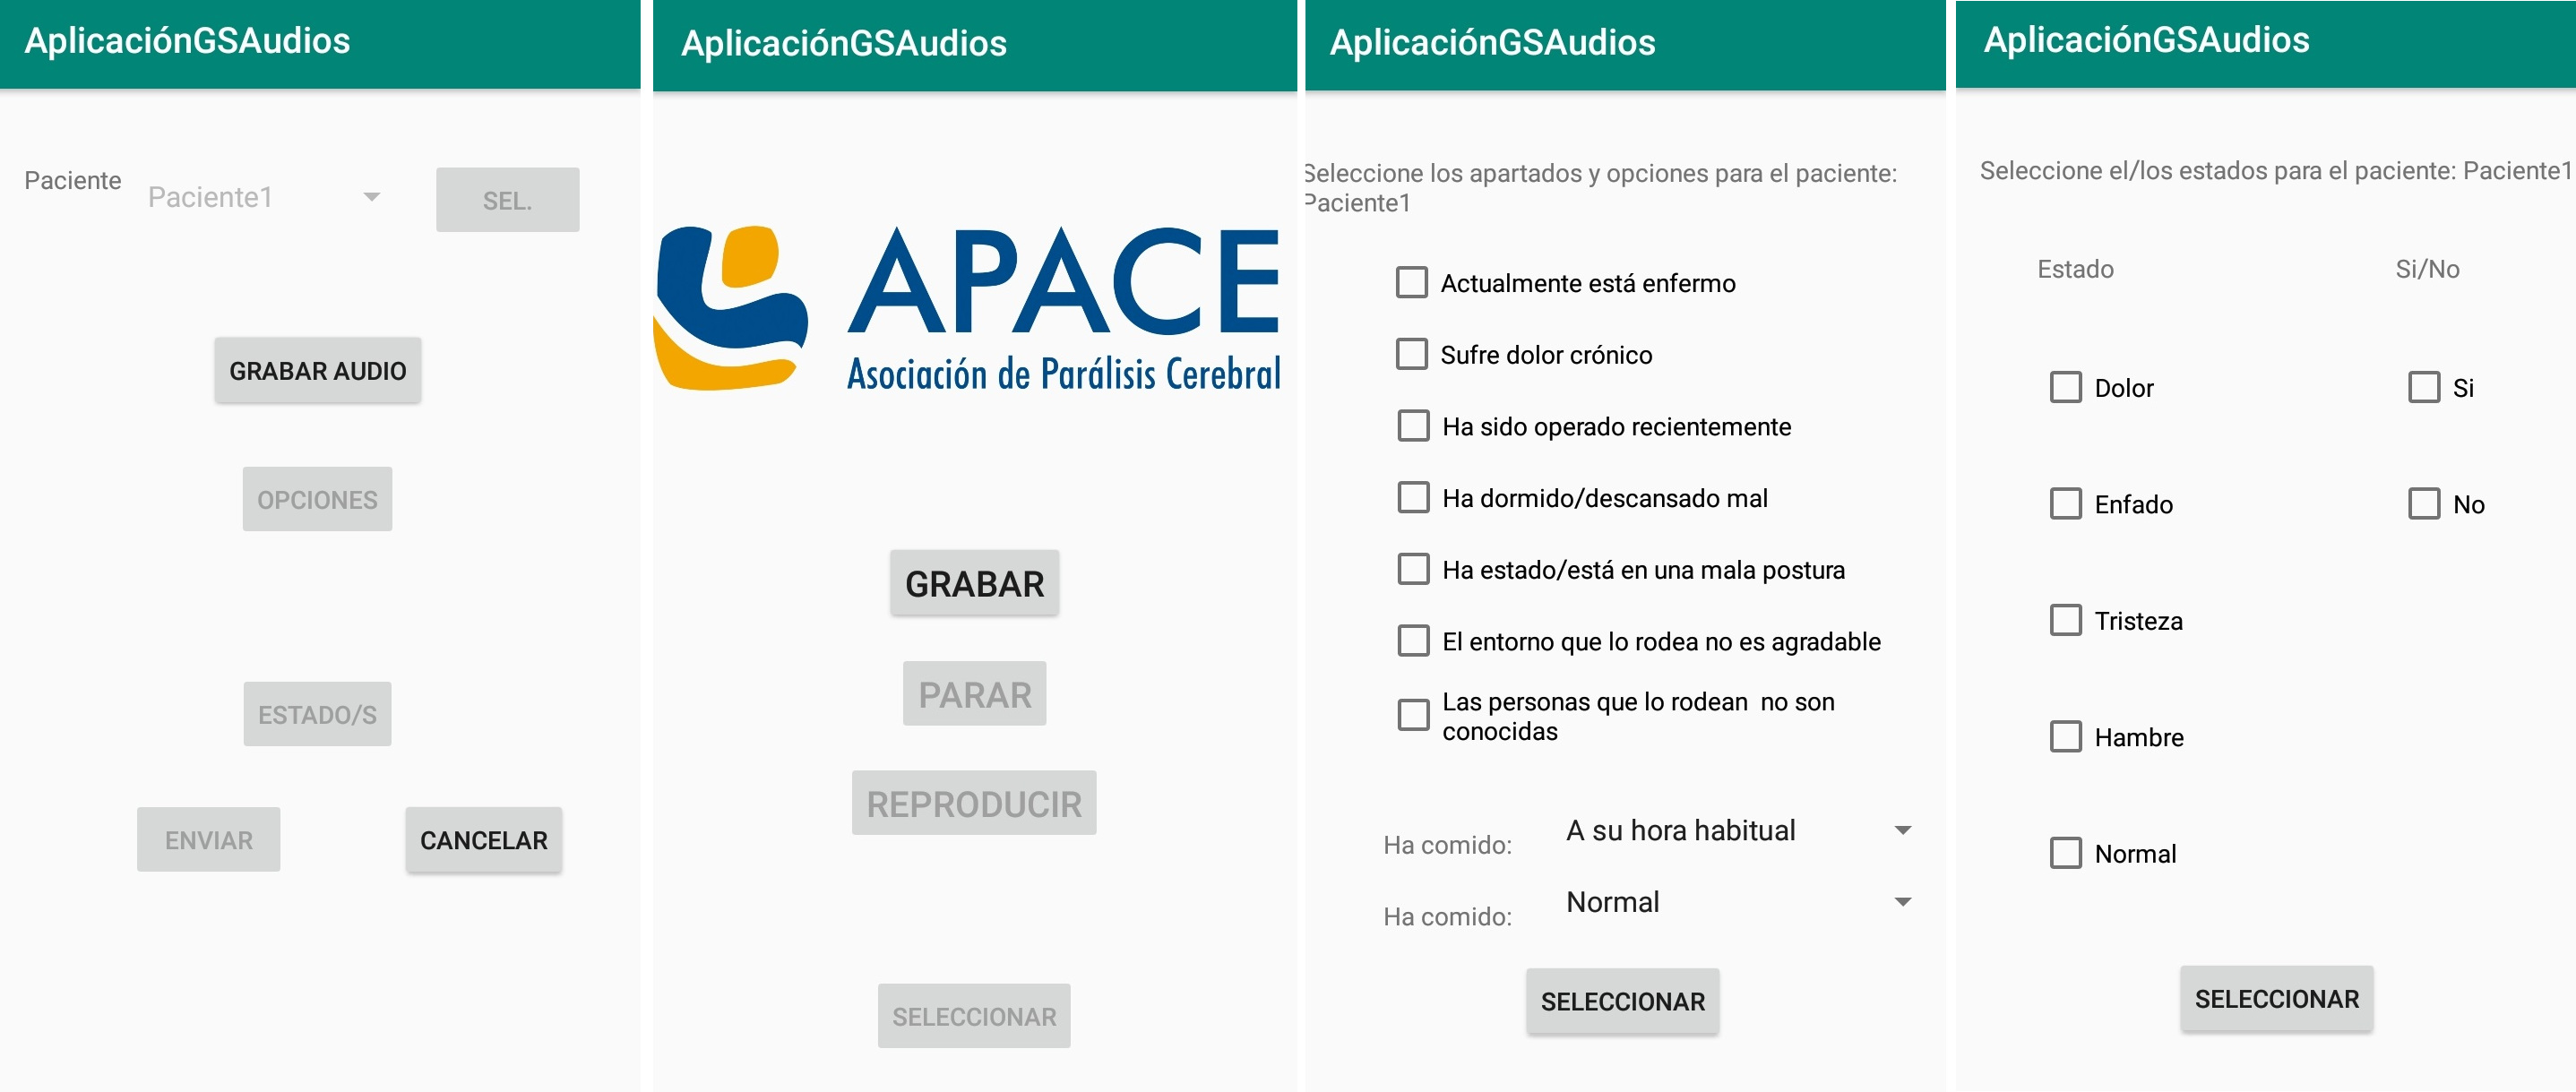 AplicaciónGSAudios
Paciente
Paciente1
SEL.
GRABAR AUDIO
OPCIONES
ESTADO/S
ENVIAR
CANCELAR
AplicaciónGSAudios
APACE
Asociación de Parálisis Cerebral
GRABAR
PARAR
REPRODUCIR
SELECCIONAR
AplicaciónGSAudios
Seleccione los apartados y opciones para el paciente:
Paciente1
Actualmente está enfermo
Sufre dolor crónico
Ha sido operado recientemente
Ha dormido/descansado mal
Ha estado/está en una mala postura
El entorno que lo rodea no es agradable
Las personas que lo rodean  no son
conocidas
Ha comido:
A su hora habitual
Ha comido:
Normal
SELECCIONAR
AplicaciónGSAudios
Seleccione el/los estados para el paciente: Paciente1
Estado
Si/No
Dolor
Si
Enfado
No
Tristeza
Hambre
Normal
SELECCIONAR